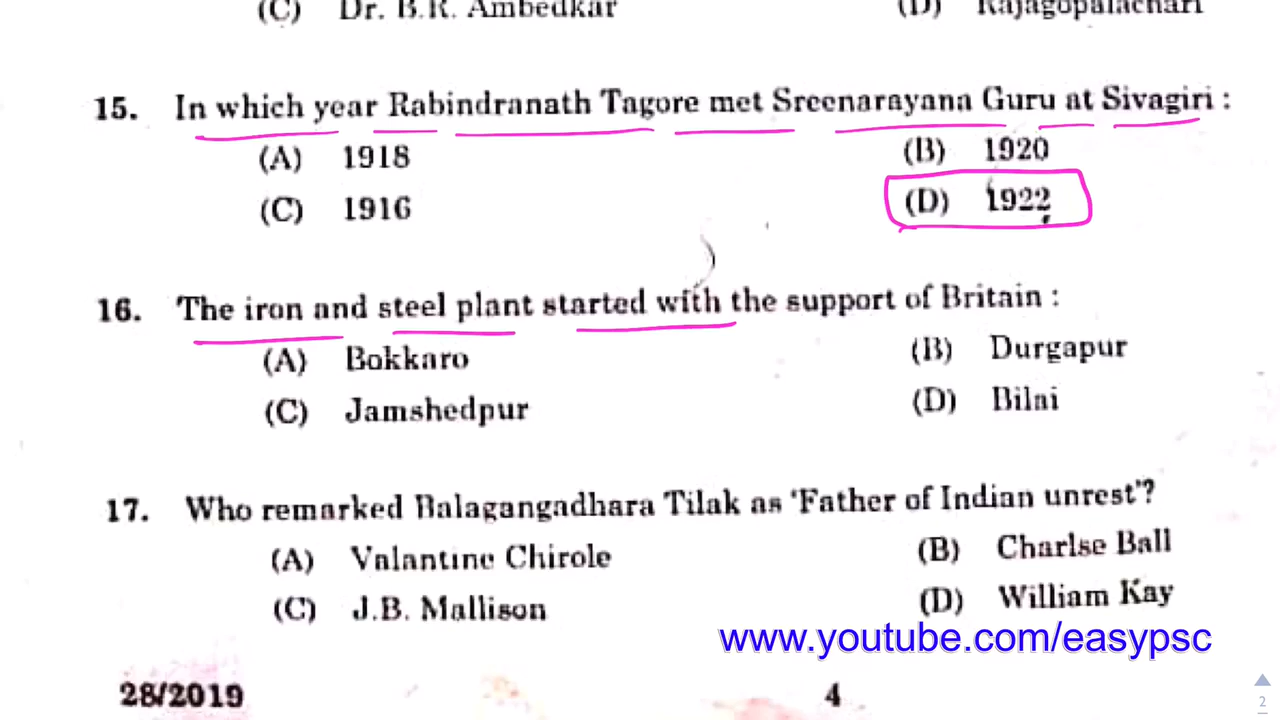 (C) Dr. B.R. Ambedkar (D) Rajagopalachari
15. In which year Rabindranath Tagore met Sreenarayana Guru at Sivagiri :
(A) 1918 (B) 1920
(C) 1916 (D) 1922
16. The iron and steel plant started with the support of Britain :
(A) Bokkaro (B) Durgapur
(C) Jamshedpur (D) Bilai
17. Who remarked Balagangadhara Tilak as 'Father of Indian unrest'?
(A) Valantine Chirole (B) Charlse Ball
(C) J.B. Mallison (D) William Kay
www.youtube.com/easypsc
28/2019 4
2